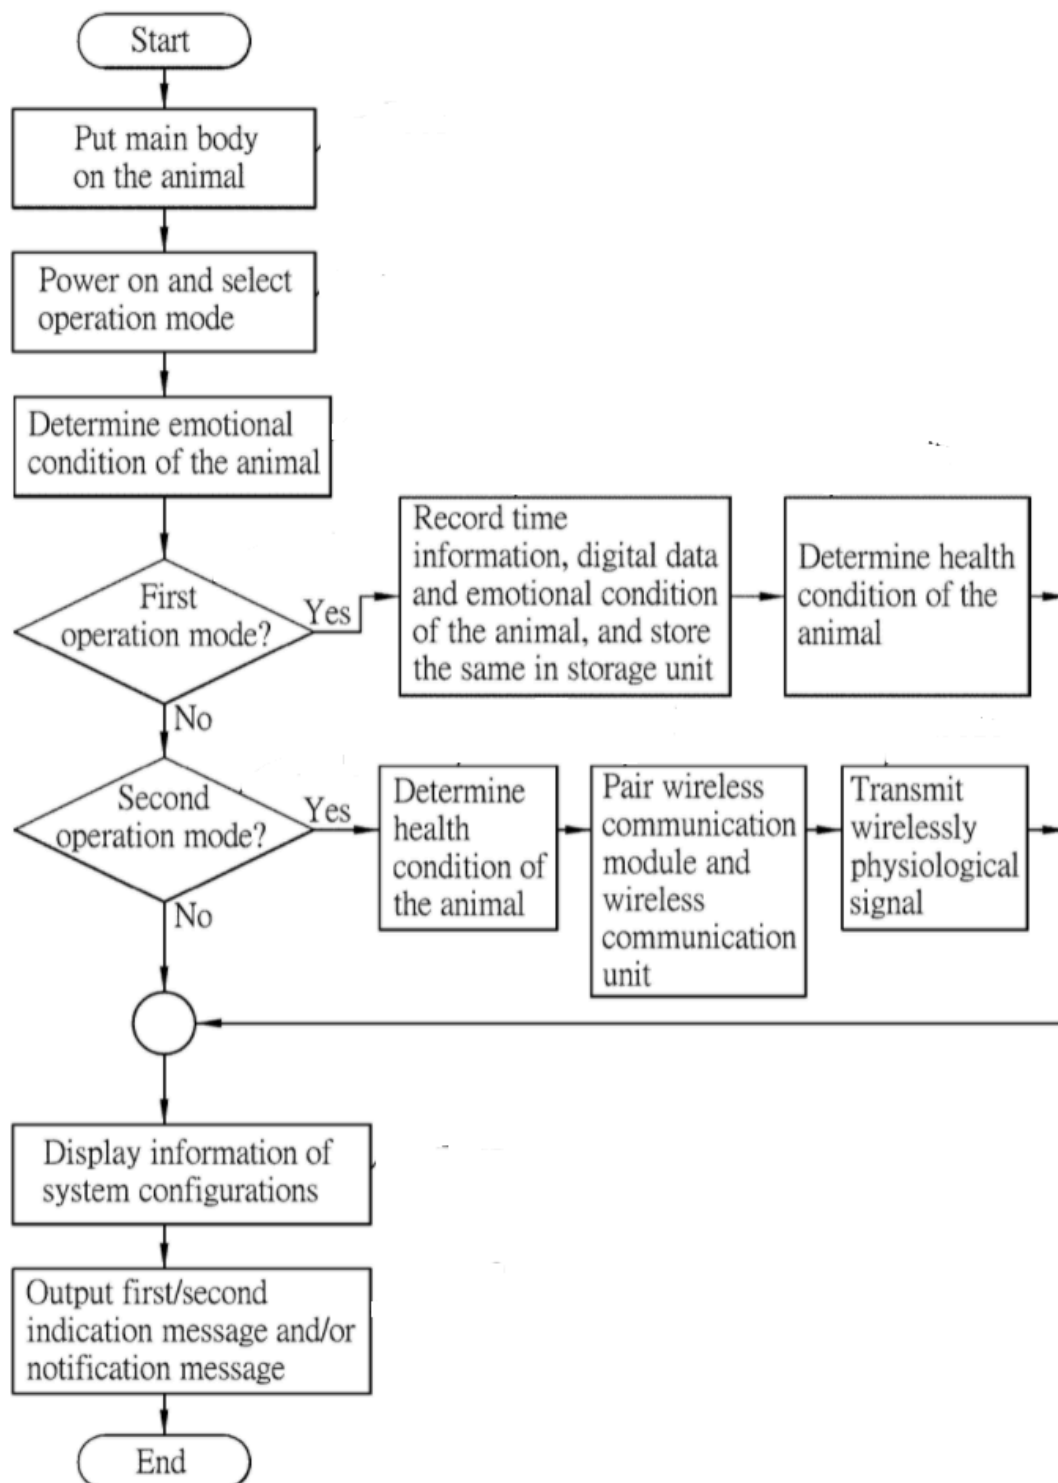 Start
Put main body
on the animal
Power on and select
operation mode
Determine emotional
condition of the animal
First
operation mode?
Yes
Record time
information, digital data
and emotional condition
of the animal, and store
the same in storage unit
Determine health
condition of the
animal
No
Second
operation mode?
Yes
Determine
health
condition of
the animal
Pair wireless
communication
module and
wireless
communication
unit
Transmit
wirelessly
physiological
signal
No
Display information of
system configurations
Output first/second
indication message and/or
notification message
End